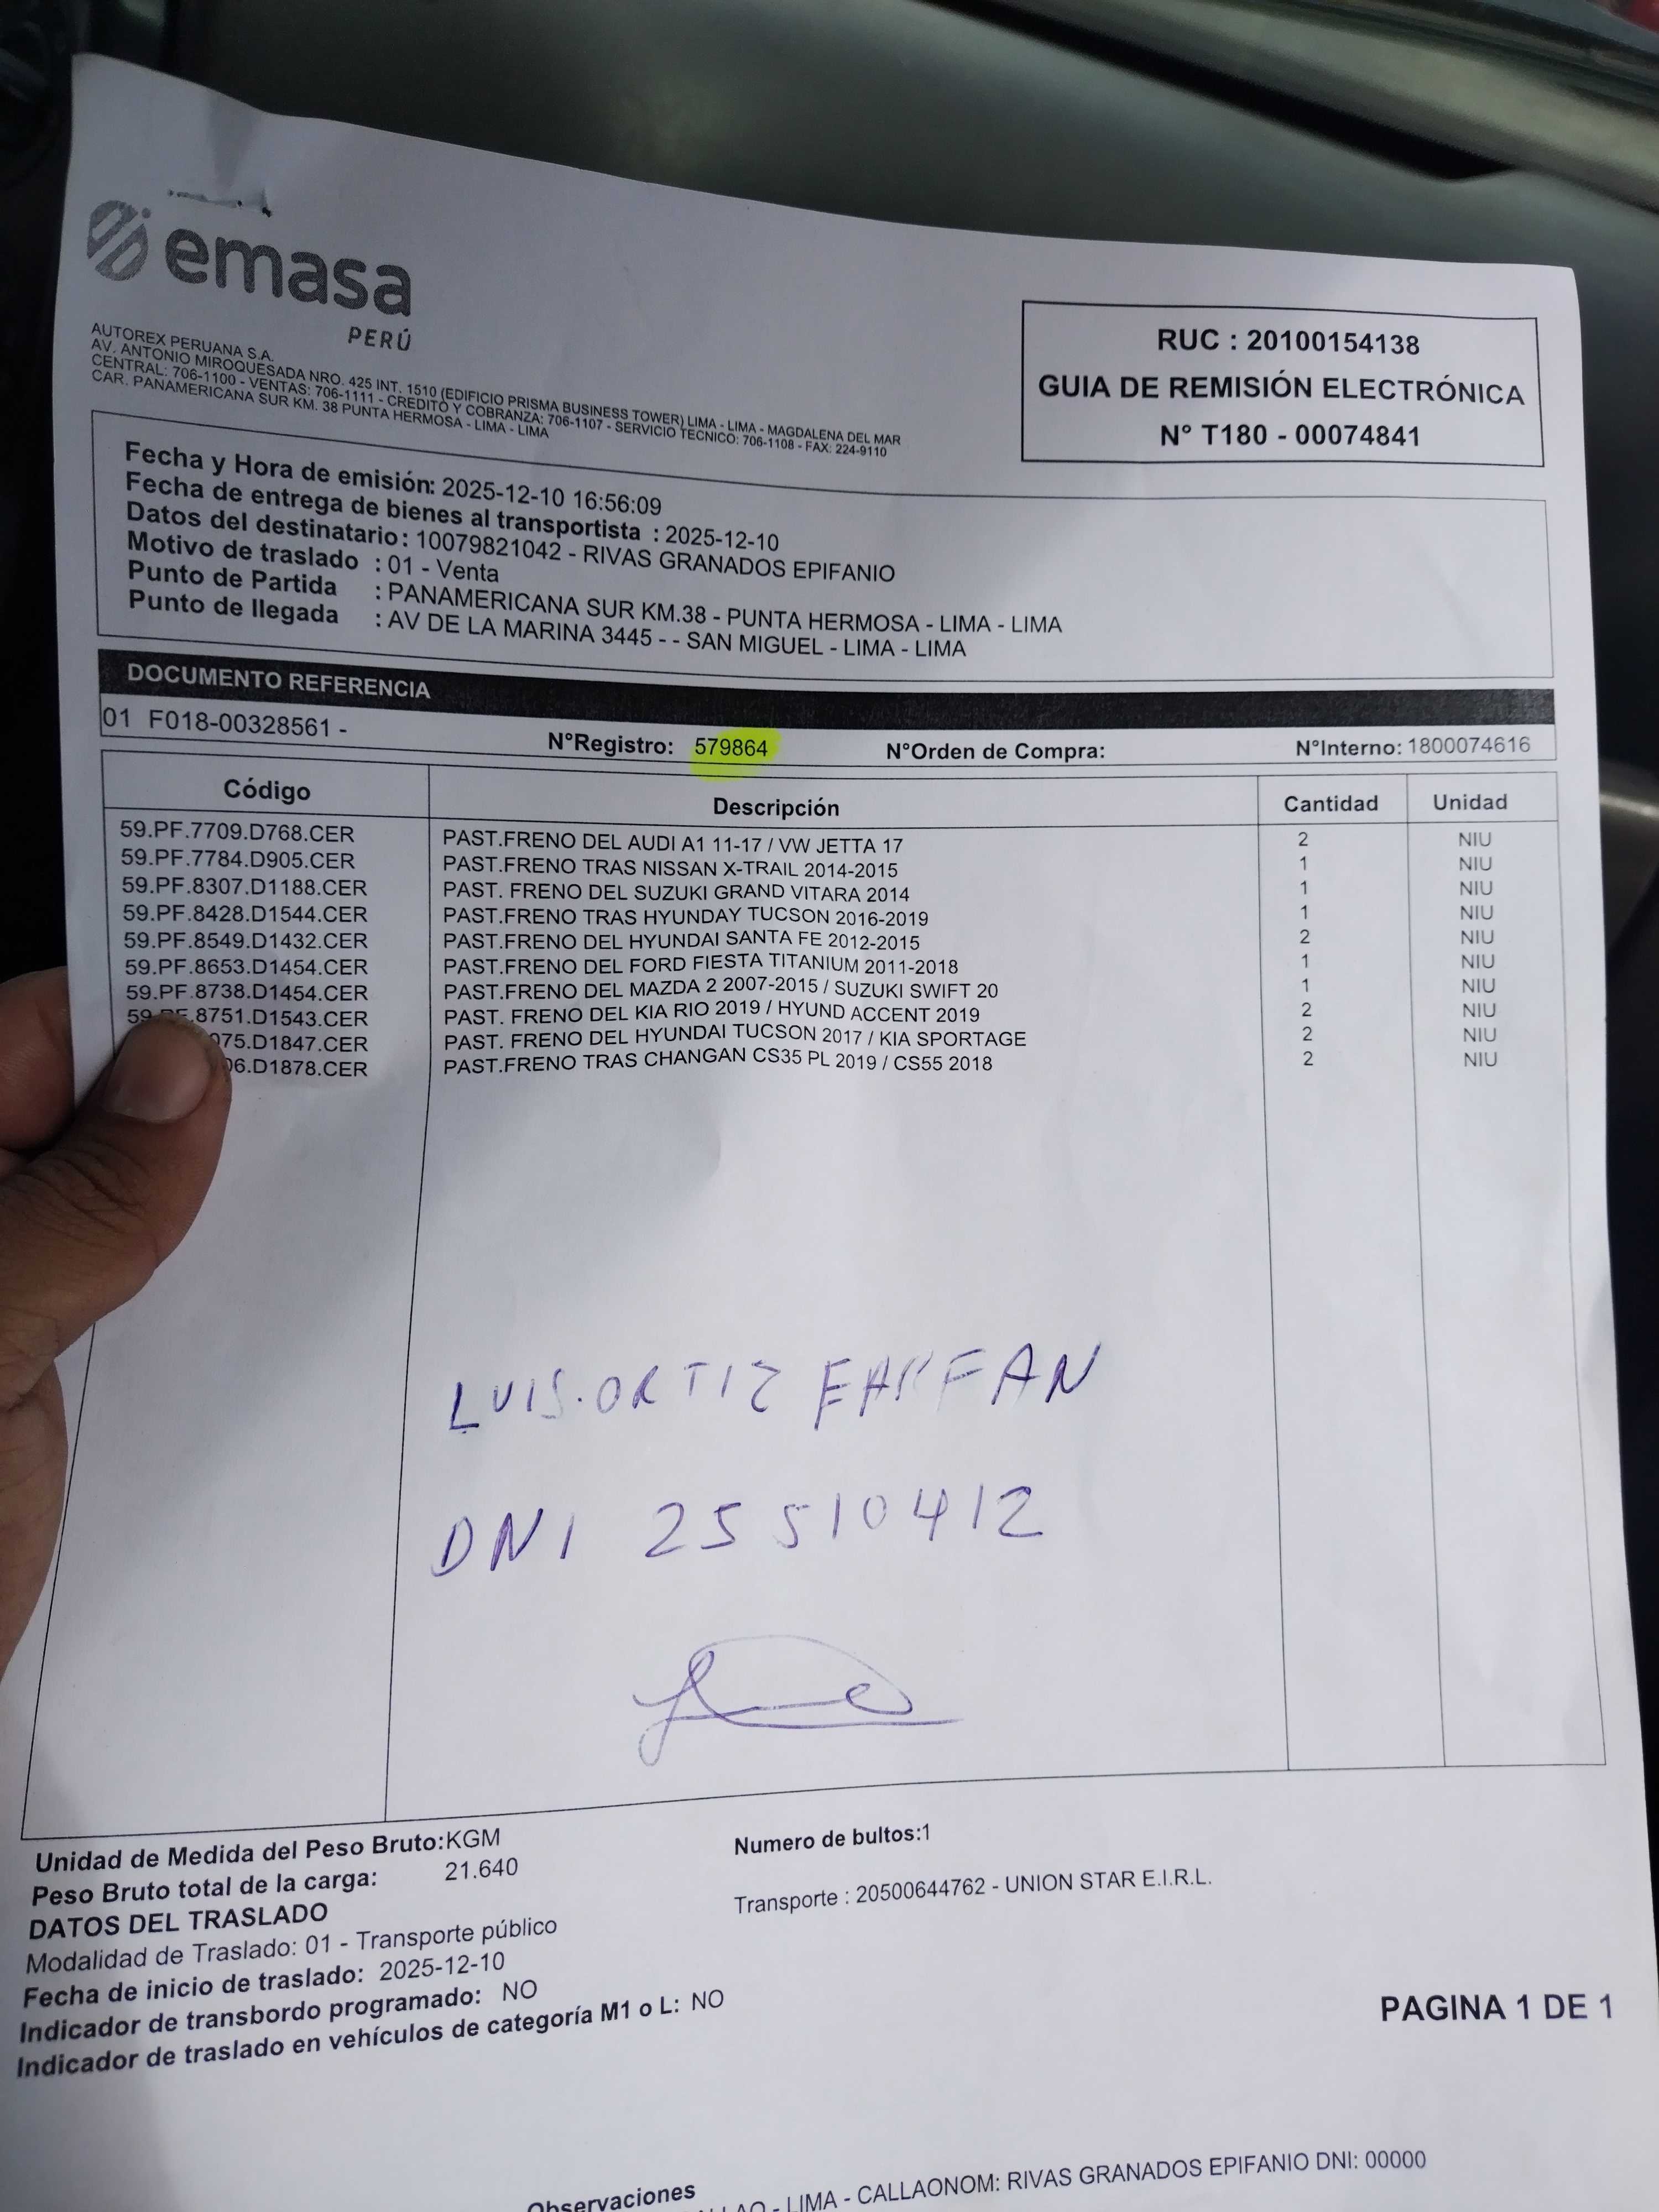 emasa
PERÚ
AUTOREX PERUANA S.A.
AV. ANTONIO MIROQUESADA NRO. 425 INT. 1510 (EDIFICIO PRISMA BUSINESS TOWER) LIMA - LIMA - MAGDALENA DEL MAR
CENTRAL: 706-1100 - VENTAS: 706-1111 - CREDITO Y COBRANZA: 706-1107 - SERVICIO TECNICO: 706-1108 - FAX: 224-9110
CAR. PANAMERICANA SUR KM. 38 PUNTA HERMOSA - LIMA - LIMA
RUC : 20100154138
GUIA DE REMISIÓN ELECTRÓNICA
N° T180 - 00074841
Fecha y Hora de emisión: 2025-12-10 16:56:09
Fecha de entrega de bienes al transportista : 2025-12-10
Datos del destinatario: 10079821042 - RIVAS GRANADOS EPIFANIO
Motivo de traslado : 01 - Venta
Punto de Partida : PANAMERICANA SUR KM.38 - PUNTA HERMOSA - LIMA - LIMA
Punto de llegada : AV DE LA MARINA 3445 - - SAN MIGUEL - LIMA - LIMA
DOCUMENTO REFERENCIA
01 F018-00328561 - N°Registro: 579864 N°Orden de Compra: N°Interno: 1800074616
Código Descripción Cantidad Unidad
59.PF.7709.D768.CER PAST.FRENO DEL AUDI A1 11-17 / VW JETTA 17 2 NIU
59.PF.7784.D905.CER PAST.FRENO TRAS NISSAN X-TRAIL 2014-2015 1 NIU
59.PF.8307.D1188.CER PAST. FRENO DEL SUZUKI GRAND VITARA 2014 1 NIU
59.PF.8428.D1544.CER PAST.FRENO TRAS HYUNDAY TUCSON 2016-2019 1 NIU
59.PF.8549.D1432.CER PAST.FRENO DEL HYUNDAI SANTA FE 2012-2015 2 NIU
59.PF.8653.D1454.CER PAST.FRENO DEL FORD FIESTA TITANIUM 2011-2018 1 NIU
59.PF.8738.D1454.CER PAST.FRENO DEL MAZDA 2 2007-2015 / SUZUKI SWIFT 20 1 NIU
59.PF.8751.D1543.CER PAST. FRENO DEL KIA RIO 2019 / HYUND ACCENT 2019 2 NIU
075.D1847.CER PAST. FRENO DEL HYUNDAI TUCSON 2017 / KIA SPORTAGE 2 NIU
06.D1878.CER PAST.FRENO TRAS CHANGAN CS35 PL 2019 / CS55 2018 2 NIU
LUIS.ORTIZ FARFAN
DNI 25510412
Unidad de Medida del Peso Bruto:KGM Numero de bultos:1
Peso Bruto total de la carga: 21.640
Transporte : 20500644762 - UNION STAR E.I.R.L.
DATOS DEL TRASLADO
Modalidad de Traslado: 01 - Transporte público
Fecha de inicio de traslado: 2025-12-10
Indicador de transbordo programado: NO
Indicador de traslado en vehículos de categoría M1 o L: NO
PAGINA 1 DE 1
Observaciones
- LIMA - CALLAONOM: RIVAS GRANADOS EPIFANIO DNI: 00000